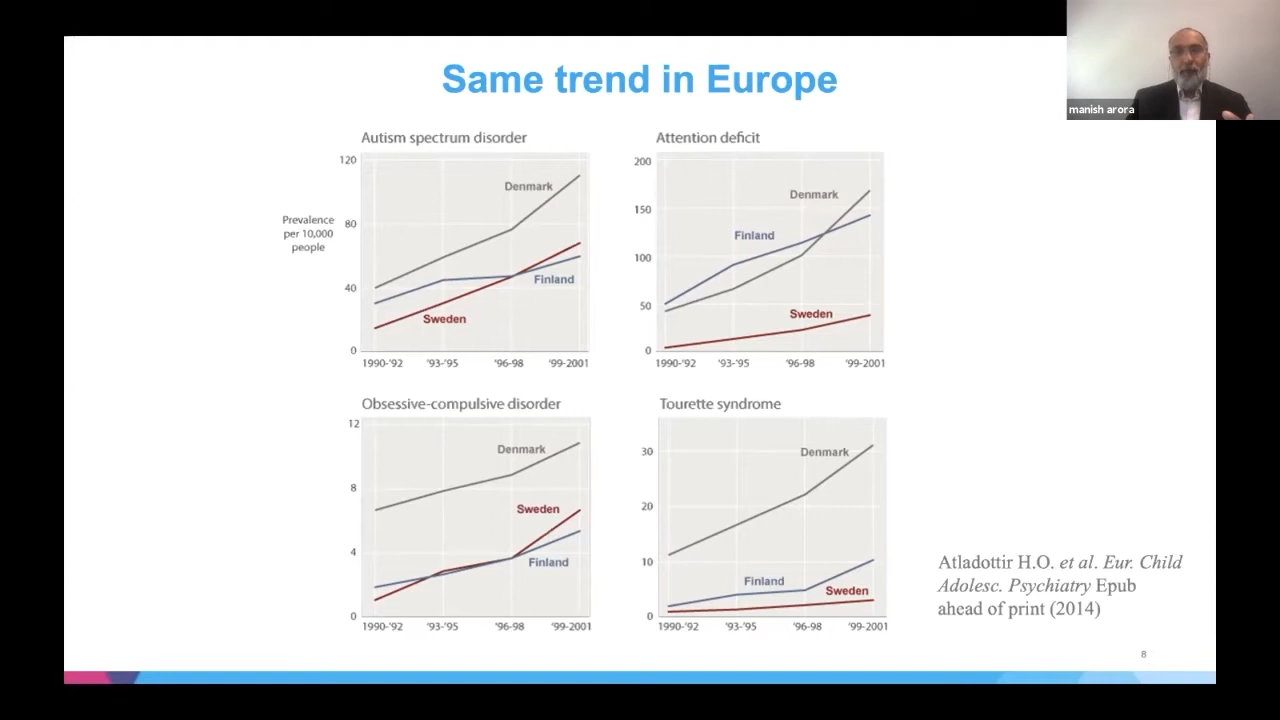 Same trend in Europe
manish arora
Autism spectrum disorder
Prevalence
per 10,000
people
120
80
40
0
Denmark
Finland
Sweden
1990-'92 '93-'95 '96-98 '99-2001
Attention deficit
200
150
100
50
0
Denmark
Finland
Sweden
1990-'92 '93-'95 '96-98 '99-2001
Obsessive-compulsive disorder
12
8
4
0
Denmark
Sweden
Finland
1990-'92 '93-'95 '96-98 '99-2001
Tourette syndrome
30
20
10
0
Denmark
Finland
Sweden
1990-'92 '93-'95 '96-98 '99-2001
Atladottir H.O. et al. Eur. Child
Adolesc. Psychiatry Epub
ahead of print (2014)
8